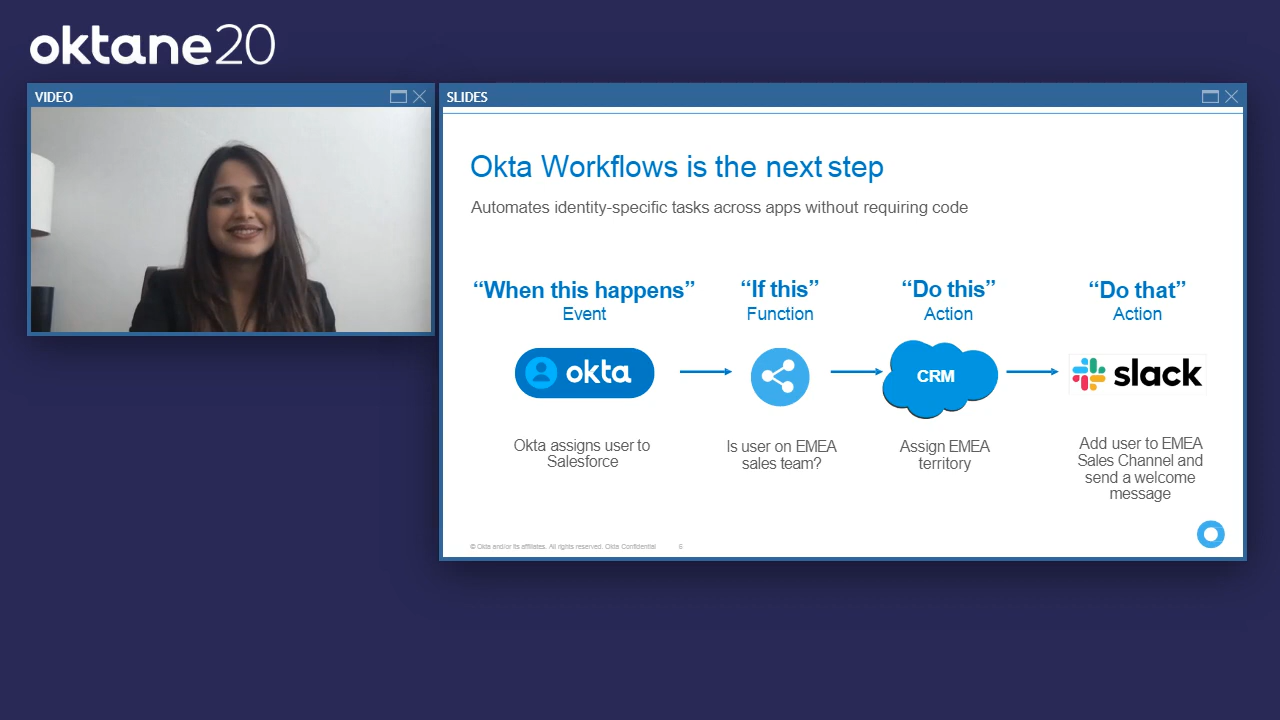 oktane20
VIDEO
SLIDES
Okta Workflows is the next step
Automates identity-specific tasks across apps without requiring code
“When this happens”
Event
“If this”
Function
“Do this”
Action
“Do that”
Action
okta
CRM
slack
Okta assigns user to
Salesforce
Is user on EMEA
sales team?
Assign EMEA
territory
Add user to EMEA
Sales Channel and
send a welcome
message
© Okta and/or its affiliates. All rights reserved. Okta Confidential
6